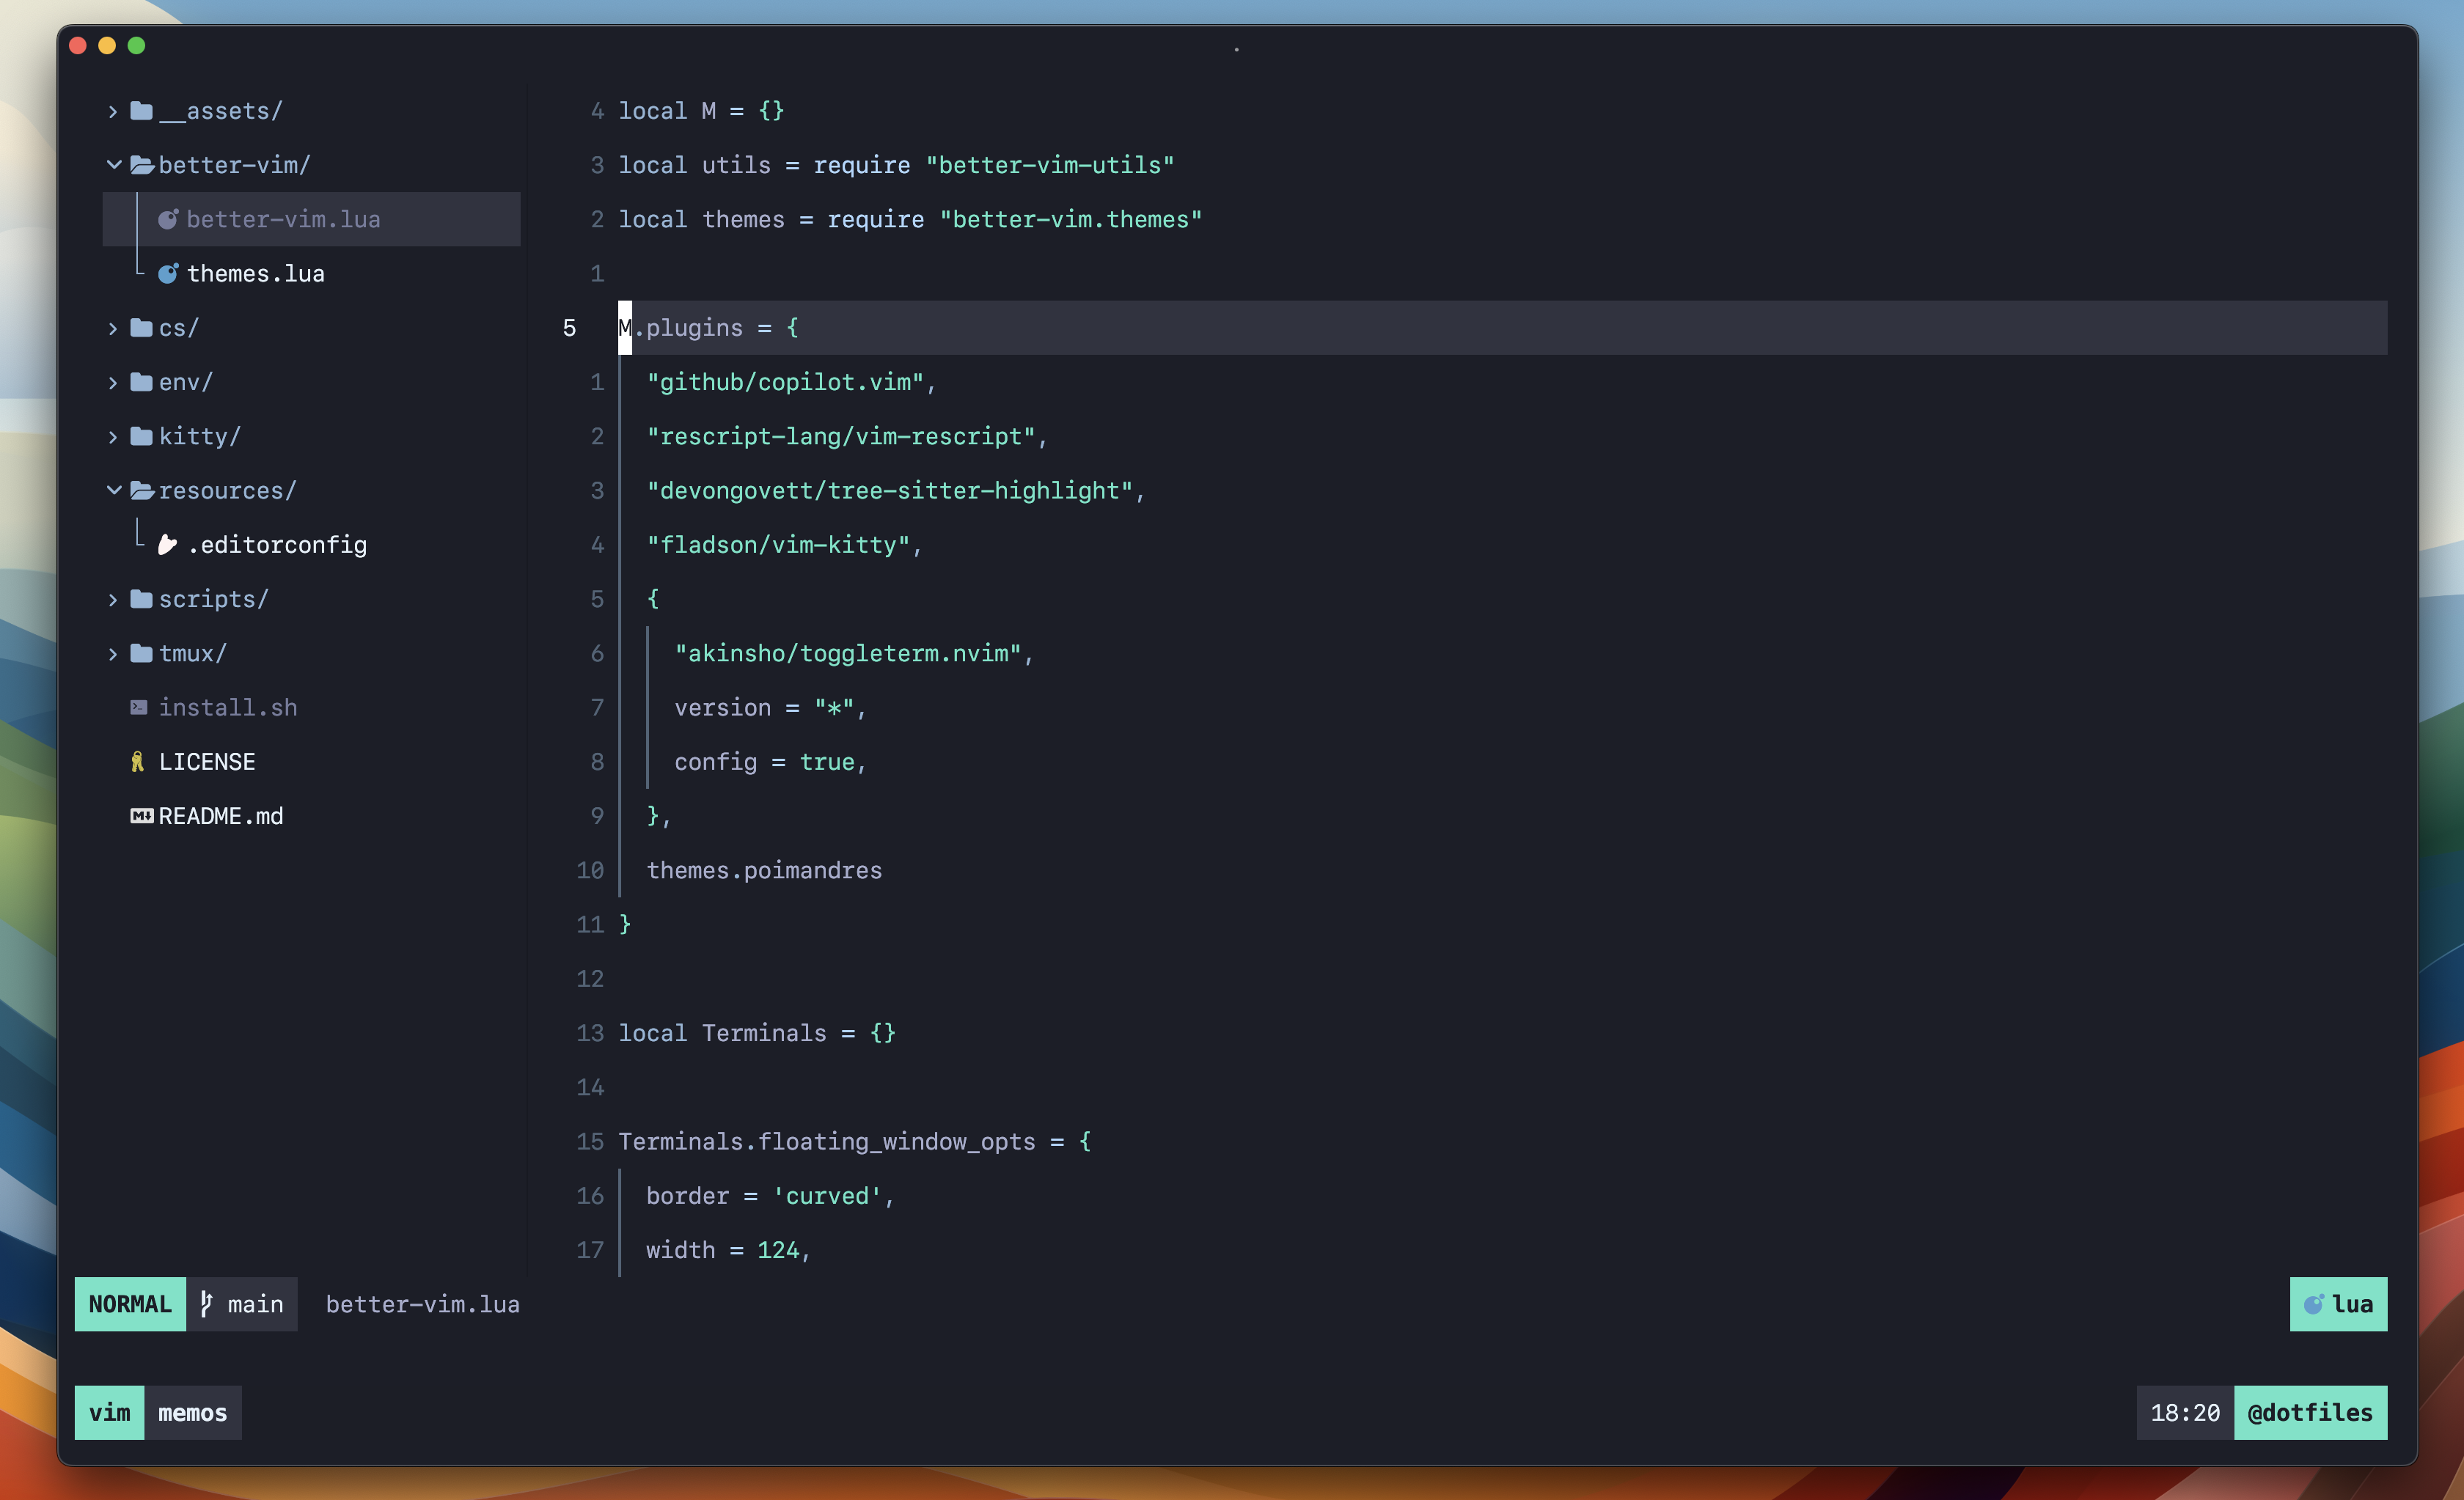 __assets/
better-vim/
better-vim.lua
themes.lua
cs/
env/
kitty/
resources/
.editorconfig
scripts/
tmux/
install.sh
LICENSE
README.md
4 local M = {}
3 local utils = require "better-vim-utils"
2 local themes = require "better-vim.themes"
1
5 M.plugins = {
1 "github/copilot.vim",
2 "rescript-lang/vim-rescript",
3 "devongovett/tree-sitter-highlight",
4 "fladson/vim-kitty",
5 {
6 "akinsho/toggleterm.nvim",
7 version = "*",
8 config = true,
9 },
10 themes.poimandres
11 }
12
13 local Terminals = {}
14
15 Terminals.floating_window_opts = {
16 border = 'curved',
17 width = 124,
NORMAL main better-vim.lua lua
vim memos 18:20 @dotfiles